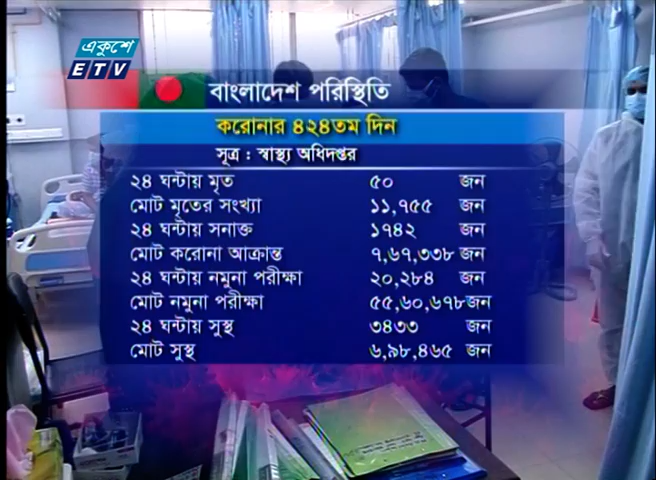 একুশে
ETV
বাংলাদেশ পরিস্থিতি
করোনার ৪২৪তম দিন
সূত্র : স্বাস্থ্য অধিদপ্তর
২৪ ঘন্টায় মৃত ৫০ জন
মোট মৃতের সংখ্যা ১১,৭৫৫ জন
২৪ ঘন্টায় সনাক্ত ১৭৪২ জন
মোট করোনা আক্রান্ত ৭,৬৭,৩৩৮ জন
২৪ ঘন্টায় নমুনা পরীক্ষা ২০,২৮৪ জন
মোট নমুনা পরীক্ষা ৫৫,৬০,৬৭৮জন
২৪ ঘন্টায় সুস্থ ৩৪৩৩ জন
মোট সুস্থ ৬,৯৮,৪৬৫ জন